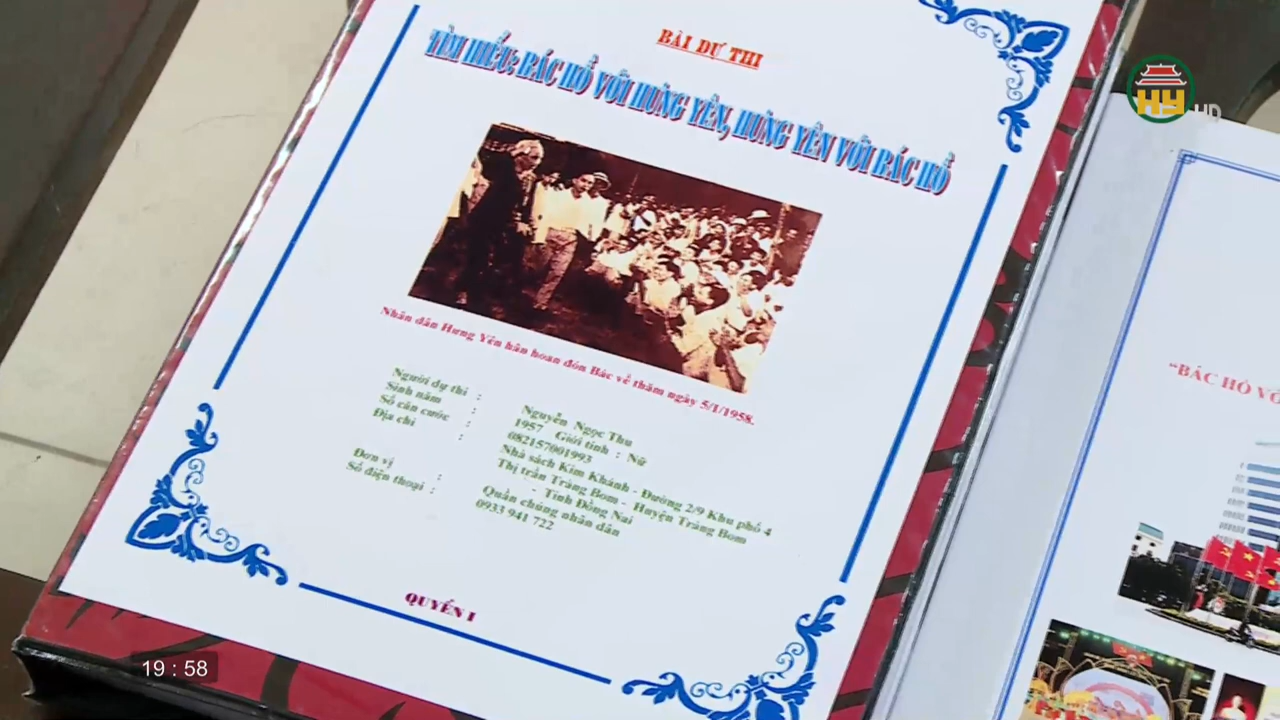 BÀI DỰ THI
TÌM HIỂU: BÁC HỒ VỚI HƯNG YÊN, HƯNG YÊN VỚI BÁC HỒ
HY HD
Nhân dân Hưng Yên hân hoan đón Bác về thăm ngày 5/1/1958.
Người dự thi : Nguyễn Ngọc Thu
Sinh năm : 1957 Giới tính : Nữ
Số căn cước : 082157001993
Địa chỉ : Nhà sách Kim Khánh - Đường 2/9 Khu phố 4
Thị trấn Trảng Bom - Huyện Trảng Bom
- Tỉnh Đồng Nai
Đơn vị : Quần chúng nhân dân
Số điện thoại : 0933 941 722
QUYỂN I
"BÁC HỒ VỚ
19 : 58